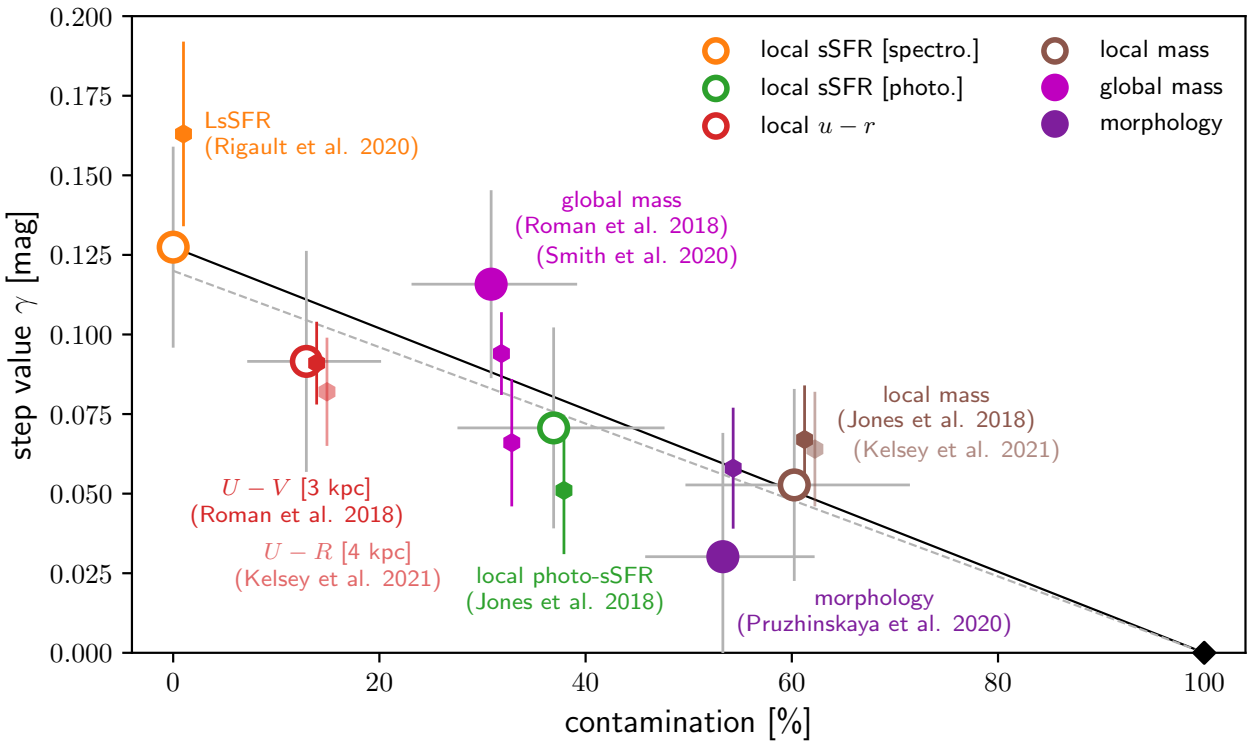 0.200
0.175
0.150
0.125
0.100
0.075
0.050
0.025
0.000
step value γ [mag]
0
20
40
60
80
100
contamination [%]
local sSFR [spectro.]
local sSFR [photo.]
local u − r
local mass
global mass
morphology
LsSFR
(Rigault et al. 2020)
global mass
(Roman et al. 2018)
(Smith et al. 2020)
U − V [3 kpc]
(Roman et al. 2018)
U − R [4 kpc]
(Kelsey et al. 2021)
local photo-sSFR
(Jones et al. 2018)
local mass
(Jones et al. 2018)
(Kelsey et al. 2021)
morphology
(Pruzhinskaya et al. 2020)